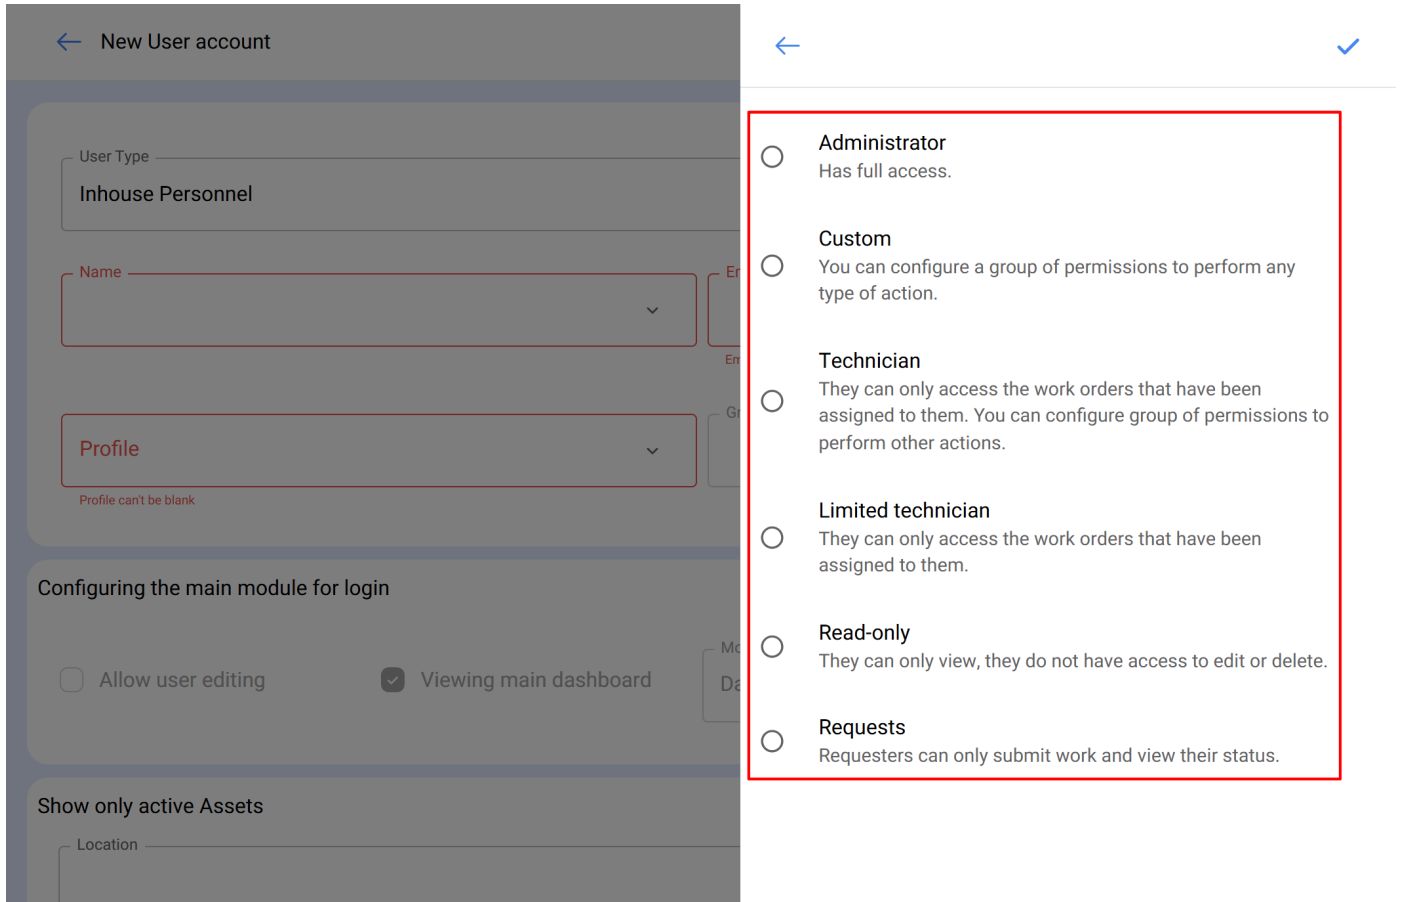 New User account
User Type
Inhouse Personnel
Name
Profile
Profile can't be blank
Configuring the main module for login
Allow user editing
Viewing main dashboard
Show only active Assets
Location
Administrator
Has full access.
Custom
You can configure a group of permissions to perform any
type of action.
Technician
They can only access the work orders that have been
assigned to them. You can configure group of permissions to
perform other actions.
Limited technician
They can only access the work orders that have been
assigned to them.
Read-only
They can only view, they do not have access to edit or delete.
Requests
Requesters can only submit work and view their status.